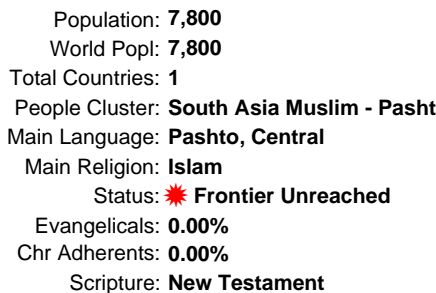 Population: 7,800
World Popl: 7,800
Total Countries: 1
People Cluster: South Asia Muslim - Pasht
Main Language: Pashto, Central
Main Religion: Islam
Status: Frontier Unreached
Evangelicals: 0.00%
Chr Adherents: 0.00%
Scripture: New Testament